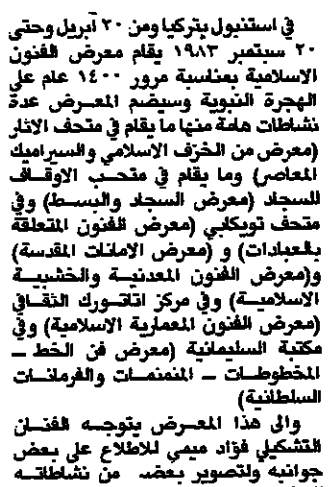 في استنبول بتركيا ومن ٢٠ ابريل وحتى
٢٠ سبتمبر ١٩٨٣ يقام معرض الفنون
الاسلامية بمناسبة مرور ١٤٠٠ عام على
الهجرة النبوية وسيضم المعرض عدة
نشاطات هامة منها ما يقام في متحف الاثار
(معرض من الخزف الاسلامي والسيراميك
المعاصر) وما يقام في متحب الاوقاف
للسجاد (معرض السجاد والبسط) وفي
متحف توبكابي (معرض الفنون المتعلقة
بالعبادات) و (معرض الامانات المقدسة)
و(معرض الفنون المعدنية والخشبية
الاسلامية) وفي مركز اتاتورك الثقافي
(معرض الفنون المعمارية الاسلامية) وفي
مكتبة السليمانية (معرض فن الخط ــ
المخطوطات ــ المنمنمات والفرمانات
السلطانية)
والى هذا المعرض يتوجه الفنان
التشكيلي فؤاد ميمي للاطلاع على بعض
جوانبه ولتصوير بعض من نشاطاته